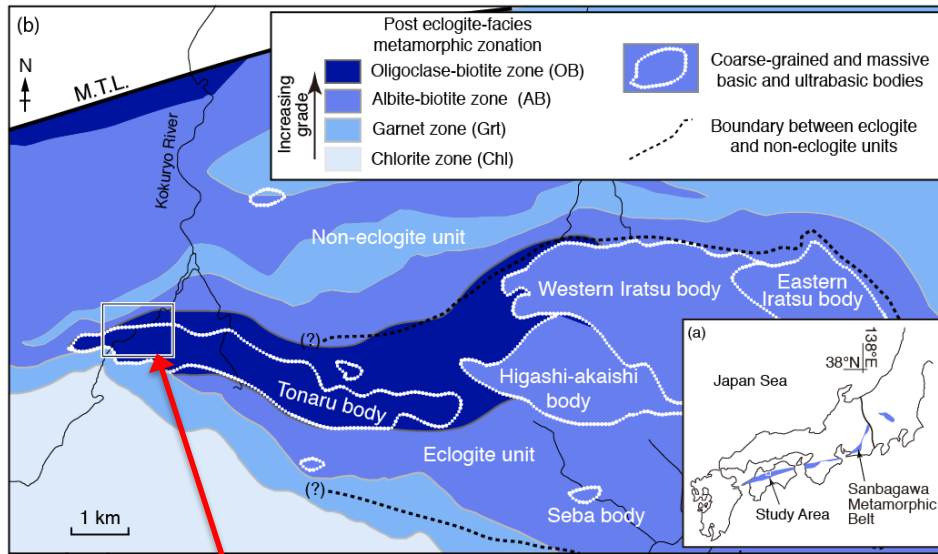 (b)
N
M.T.L.
Kokuryo River
Post eclogite-facies
metamorphic zonation
Increasing
grade
Oligoclase-biotite zone (OB)
Albite-biotite zone (AB)
Garnet zone (Grt)
Chlorite zone (Chl)
Coarse-grained and massive
basic and ultrabasic bodies
Boundary between eclogite
and non-eclogite units
Non-eclogite unit
Western Iratsu body
Eastern
Iratsu body
(?)
Higashi-akaishi
body
Tonaru body
Eclogite unit
(?)
Seba body
1 km
(a)
138°E
38°N
Japan Sea
Study Area
Sanbagawa
Metamorphic
Belt